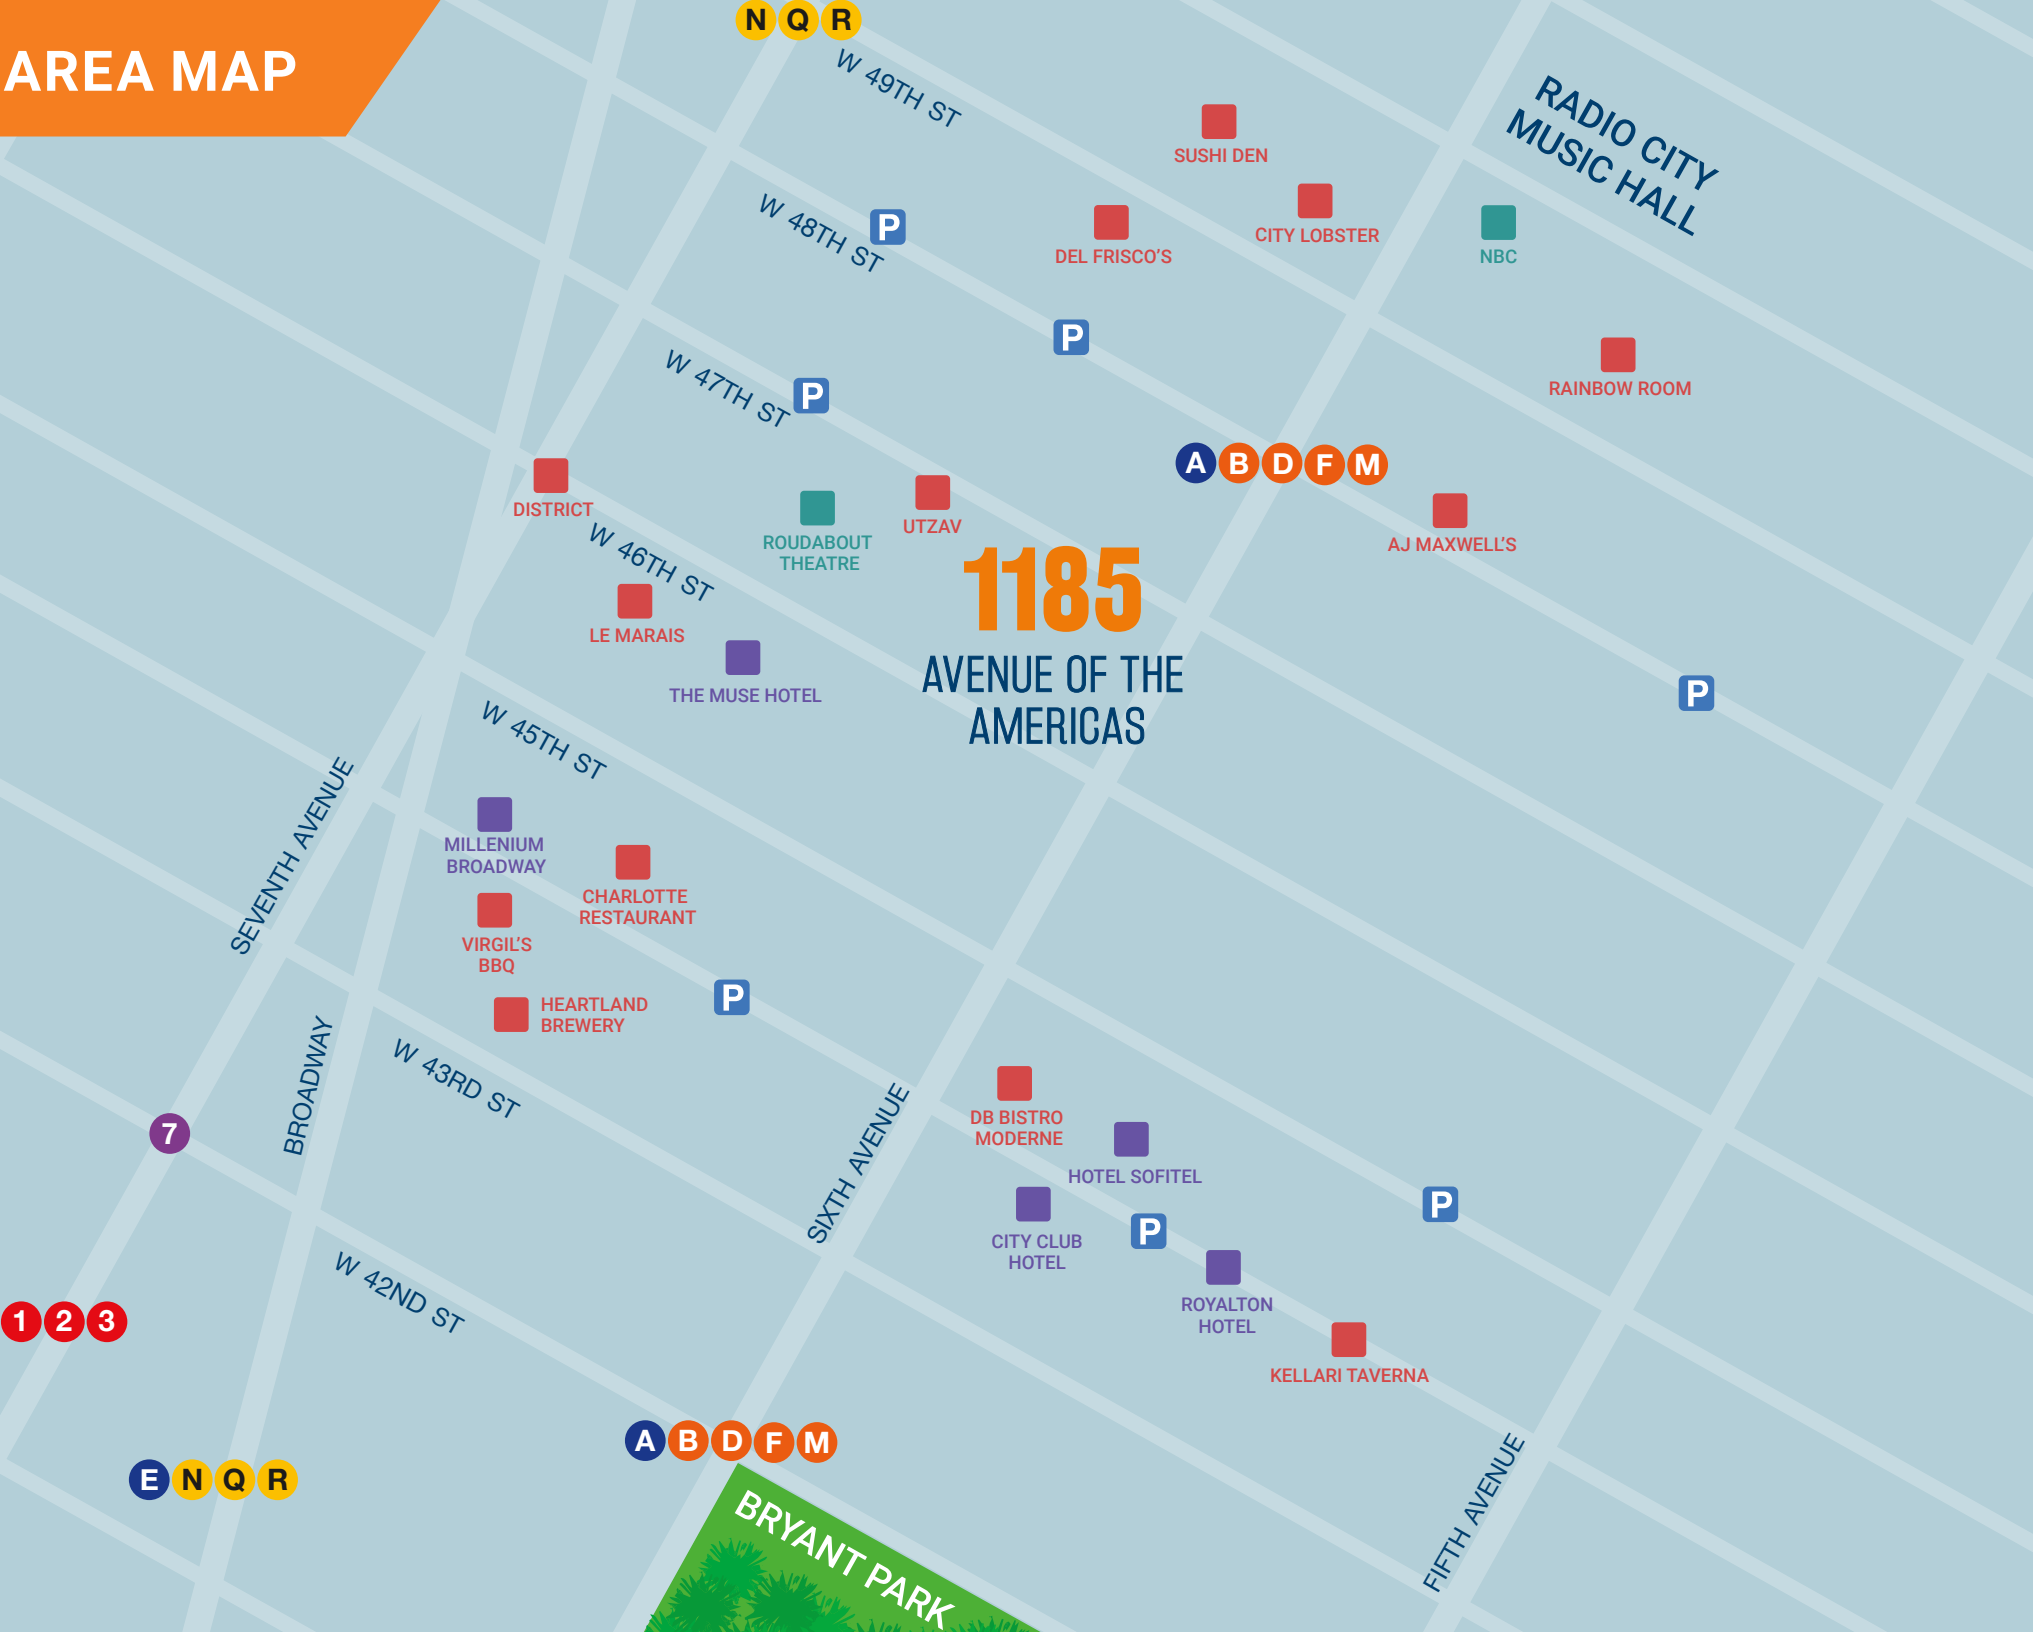 AREA MAP
N Q R
W 49TH ST
SUSHI DEN
RADIO CITY
MUSIC HALL
W 48TH ST
P
DEL FRISCO'S
CITY LOBSTER
NBC
P
RAINBOW ROOM
W 47TH ST
P
A B D F M
DISTRICT
UTZAV
AJ MAXWELL'S
ROUDABOUT
THEATRE
W 46TH ST
1185
AVENUE OF THE
AMERICAS
LE MARAIS
THE MUSE HOTEL
P
W 45TH ST
SEVENTH AVENUE
MILLENIUM
BROADWAY
CHARLOTTE
RESTAURANT
VIRGIL'S
BBQ
P
HEARTLAND
BREWERY
W 43RD ST
BROADWAY
7
SIXTH AVENUE
DB BISTRO
MODERNE
HOTEL SOFITEL
P
CITY CLUB
HOTEL
P
ROYALTON
HOTEL
KELLARI TAVERNA
W 42ND ST
1 2 3
A B D F M
E N Q R
BRYANT PARK
FIFTH AVENUE